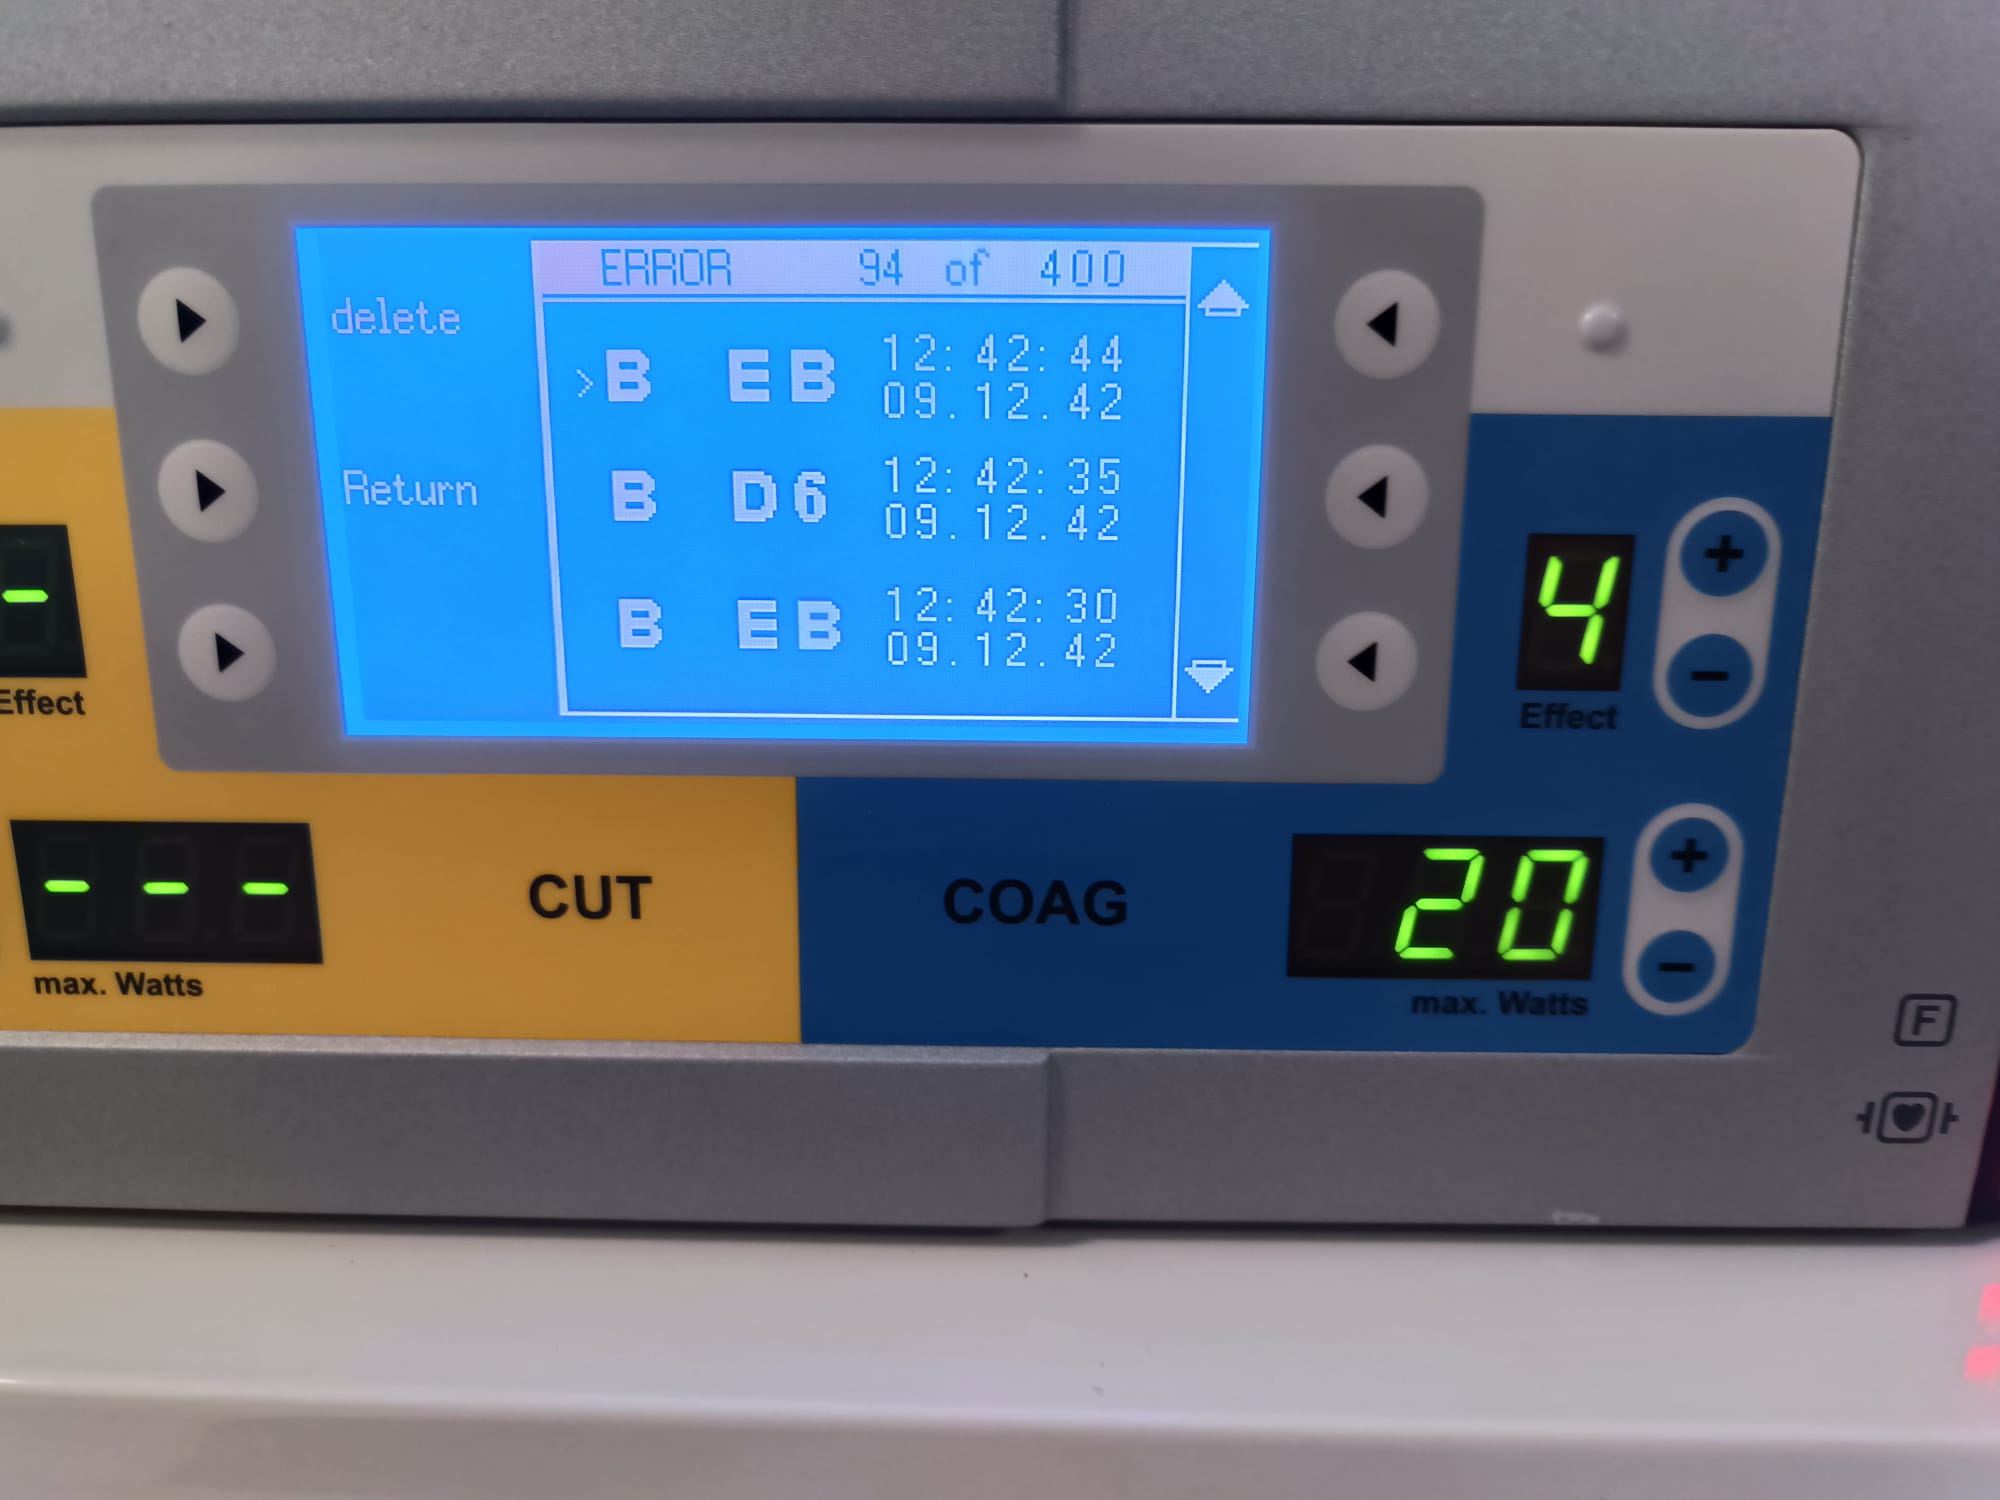 ERROR 94 of 400
delete
>B EB 12:42:44
09.12.42
Return
B D6 12:42:35
09.12.42
B EB 12:42:30
09.12.42
-
Effect
4
+
-
Effect
- - -
max. Watts
CUT
COAG
20
+
-
max. Watts
F